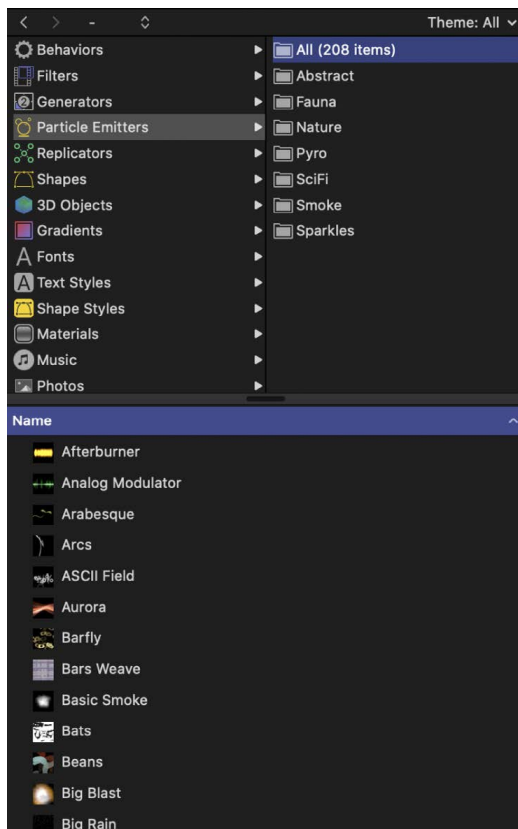 Theme: All
Behaviors
Filters
Generators
Particle Emitters
Replicators
Shapes
3D Objects
Gradients
Fonts
Text Styles
Shape Styles
Materials
Music
Photos
All (208 items)
Abstract
Fauna
Nature
Pyro
SciFi
Smoke
Sparkles
Name
Afterburner
Analog Modulator
Arabesque
Arcs
ASCII Field
Aurora
Barfly
Bars Weave
Basic Smoke
Bats
Beans
Big Blast
Big Rain